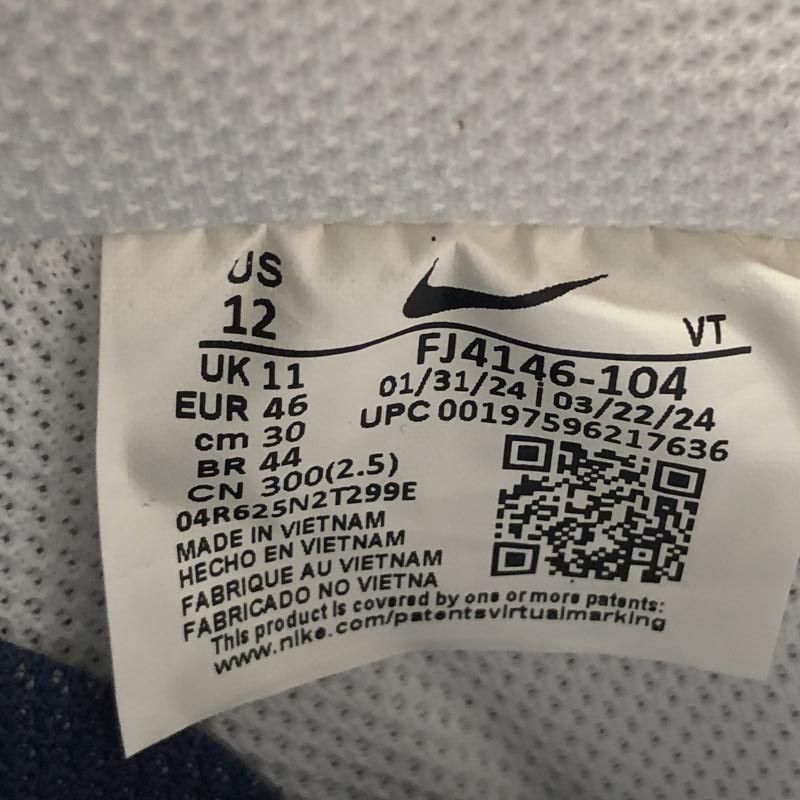 US
12
VT
UK 11
EUR 46
cm 30
BR 44
CN 300(2.5)
04R625N2T299E
FJ4146-104
01/31/24 | 03/22/24
UPC 00197596217636
MADE IN VIETNAM
HECHO EN VIETNAM
FABRIQUE AU VIETNAM
FABRICADO NO VIETNA
This product is covered by one or more patents:
www.nike.com/patentsvirtualmarking